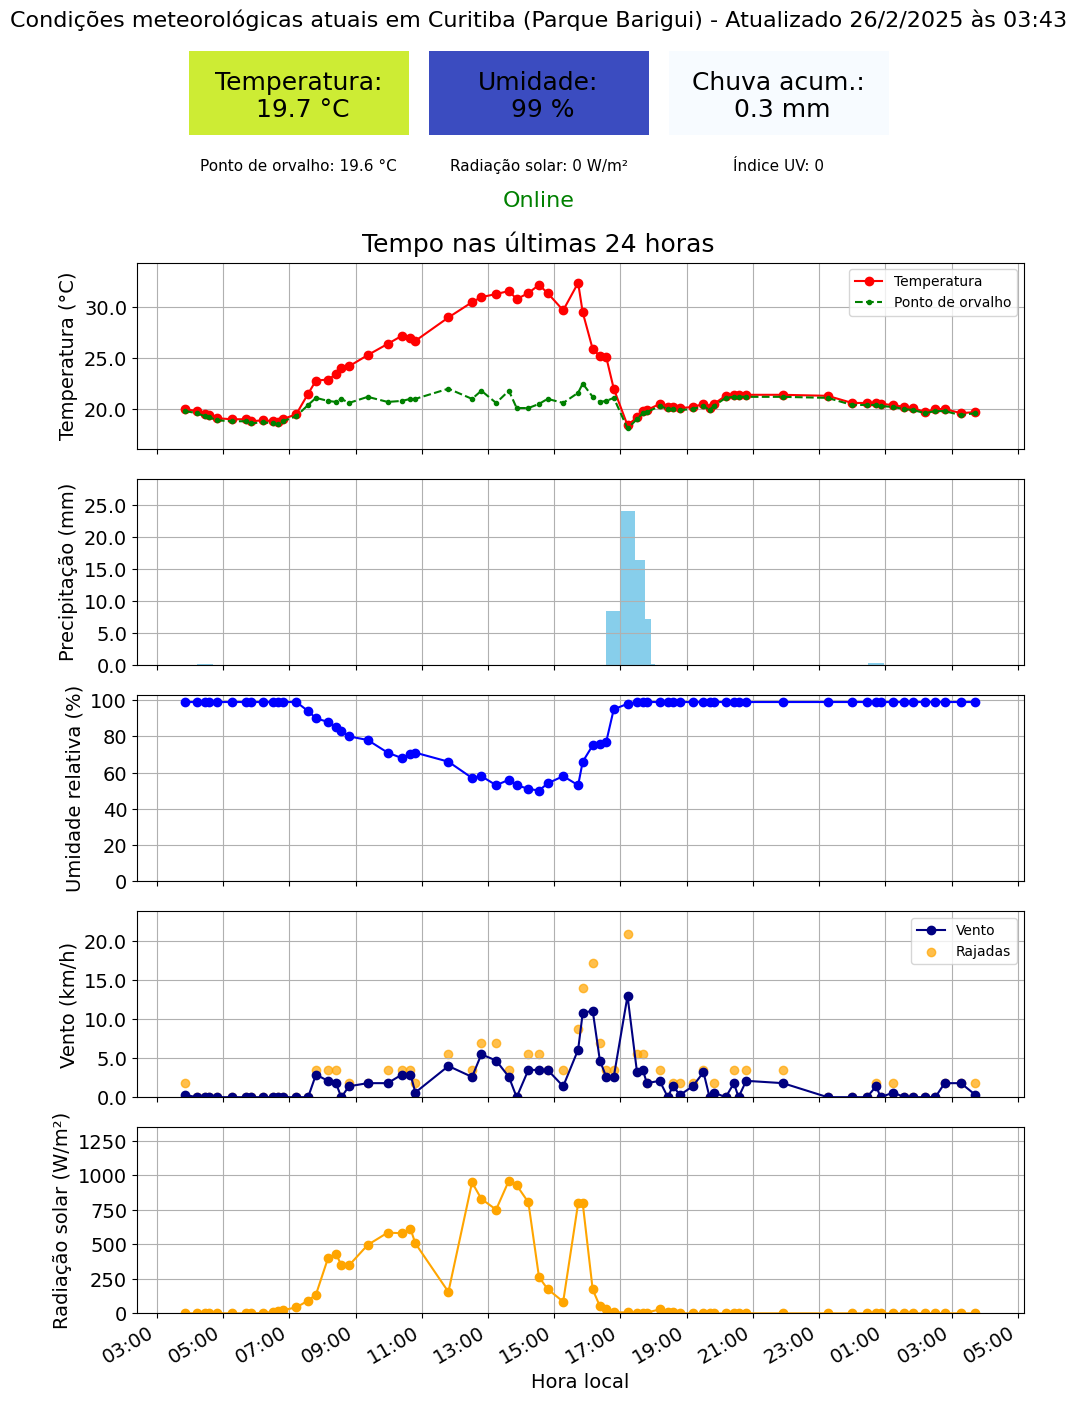 Condições meteorológicas atuais em Curitiba (Parque Barigui) - Atualizado 26/2/2025 às 03:43
Temperatura:
19.7 °C
Umidade:
99 %
Chuva acum.:
0.3 mm
Ponto de orvalho: 19.6 °C
Radiação solar: 0 W/m²
Índice UV: 0
Online
Tempo nas últimas 24 horas
Temperatura (°C)
30.0
25.0
20.0
Temperatura
Ponto de orvalho
Precipitação (mm)
25.0
20.0
15.0
10.0
5.0
0.0
Umidade relativa (%)
100
80
60
40
20
0
Vento (km/h)
20.0
15.0
10.0
5.0
0.0
Vento
Rajadas
Radiação solar (W/m²)
1250
1000
750
500
250
0
03:00
05:00
07:00
09:00
11:00
13:00
15:00
17:00
19:00
21:00
23:00
01:00
03:00
05:00
Hora local